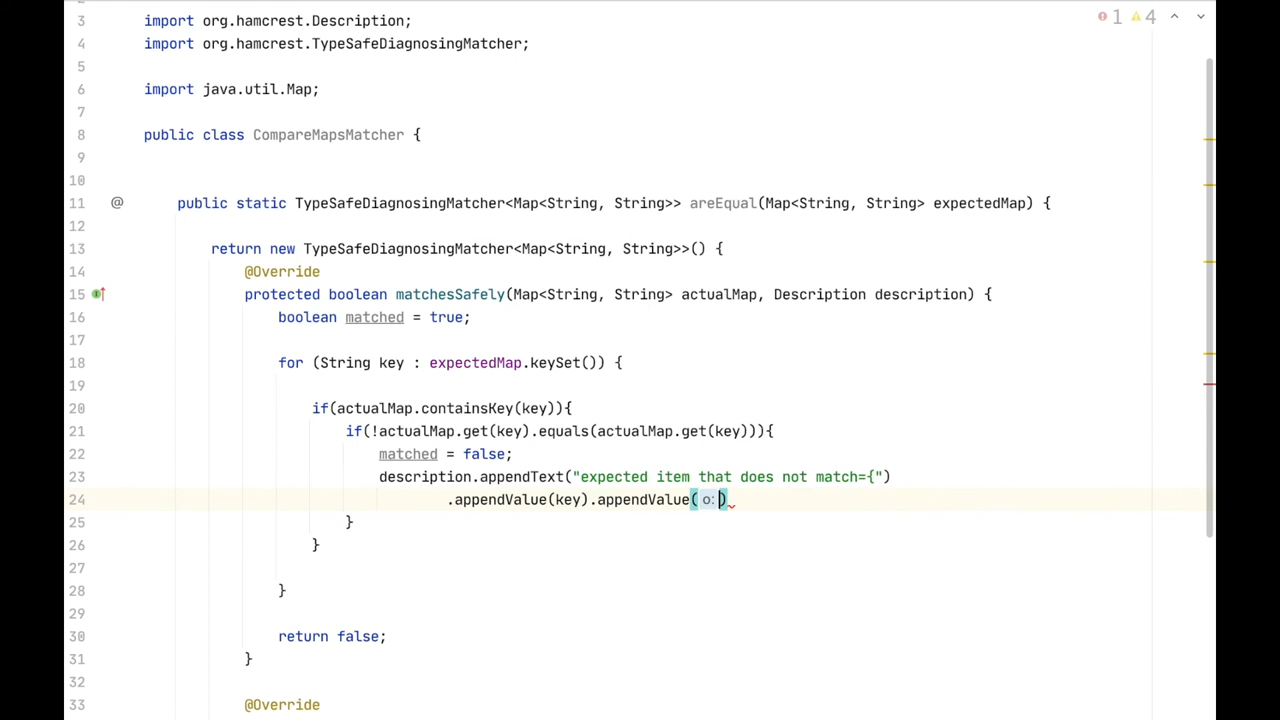 3 import org.hamcrest.Description; 1 4
4 import org.hamcrest.TypeSafeDiagnosingMatcher;
5
6 import java.util.Map;
7
8 public class CompareMapsMatcher {
9
10
11 @ public static TypeSafeDiagnosingMatcher<Map<String, String>> areEqual(Map<String, String> expectedMap) {
12
13 return new TypeSafeDiagnosingMatcher<Map<String, String>>() {
14 @Override
15 protected boolean matchesSafely(Map<String, String> actualMap, Description description) {
16 boolean matched = true;
17
18 for (String key : expectedMap.keySet()) {
19
20 if(actualMap.containsKey(key)){
21 if(!actualMap.get(key).equals(actualMap.get(key))){
22 matched = false;
23 description.appendText("expected item that does not match={")
24 .appendValue(key).appendValue( o: )
25 }
26 }
27
28 }
29
30 return false;
31 }
32
33 @Override